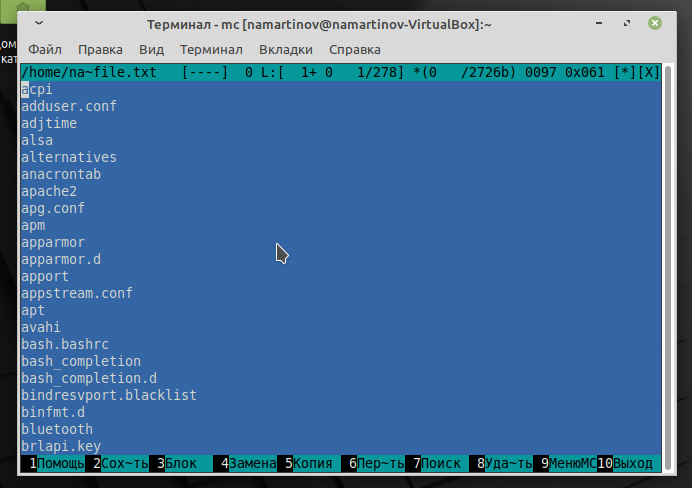 Терминал - mc [namartinov@namartinov-VirtualBox]:~
Файл Правка Вид Терминал Вкладки Справка
/home/na~file.txt [----] 0 L:[ 1+ 0 1/278] *(0 /2726b) 0097 0x061 [*][X]
acpi
adduser.conf
adjtime
alsa
alternatives
anacrontab
apache2
apg.conf
apm
apparmor
apparmor.d
apport
appstream.conf
apt
avahi
bash.bashrc
bash_completion
bash_completion.d
bindresvport.blacklist
binfmt.d
bluetooth
brlapi.key
1Помощь 2Сох~ть 3Блок 4Замена 5Копия 6Пер~ть 7Поиск 8Уда~ть 9МенюMC 10Выход